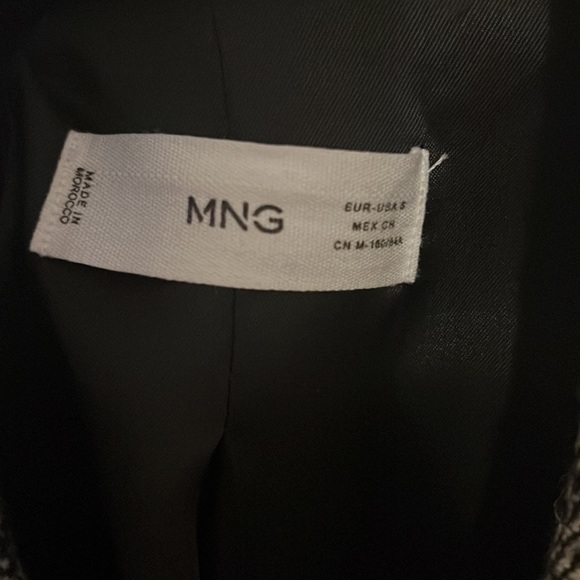 MADE IN
MOROCCO
MNG
EUR-USA S
MEX CH
CN M-160/84A